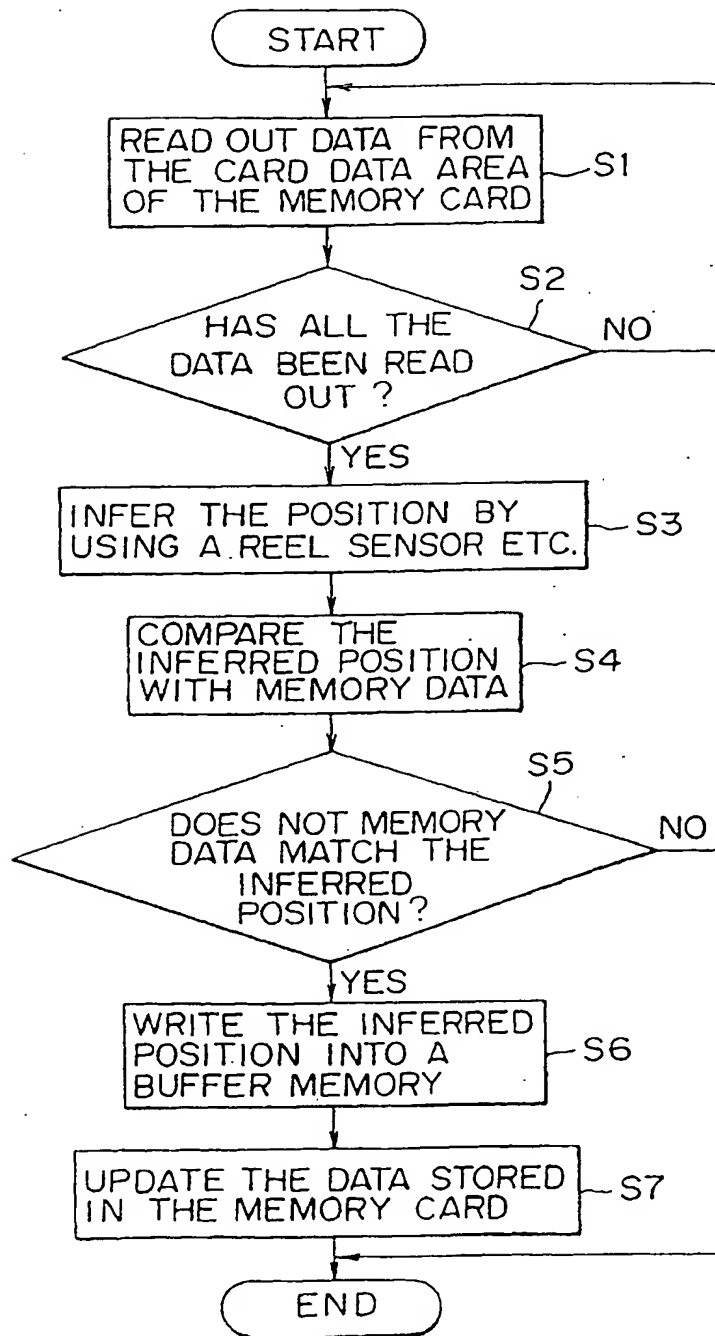 START
READ OUT DATA FROM
THE CARD DATA AREA
OF THE MEMORY CARD
S1
S2
HAS ALL THE
DATA BEEN READ
OUT ?
NO
YES
INFER THE POSITION BY
USING A REEL SENSOR ETC.
S3
COMPARE THE
INFERRED POSITION
WITH MEMORY DATA
S4
S5
DOES NOT MEMORY
DATA MATCH THE
INFERRED
POSITION ?
NO
YES
WRITE THE INFERRED
POSITION INTO A
BUFFER MEMORY
S6
UPDATE THE DATA STORED
IN THE MEMORY CARD
S7
END